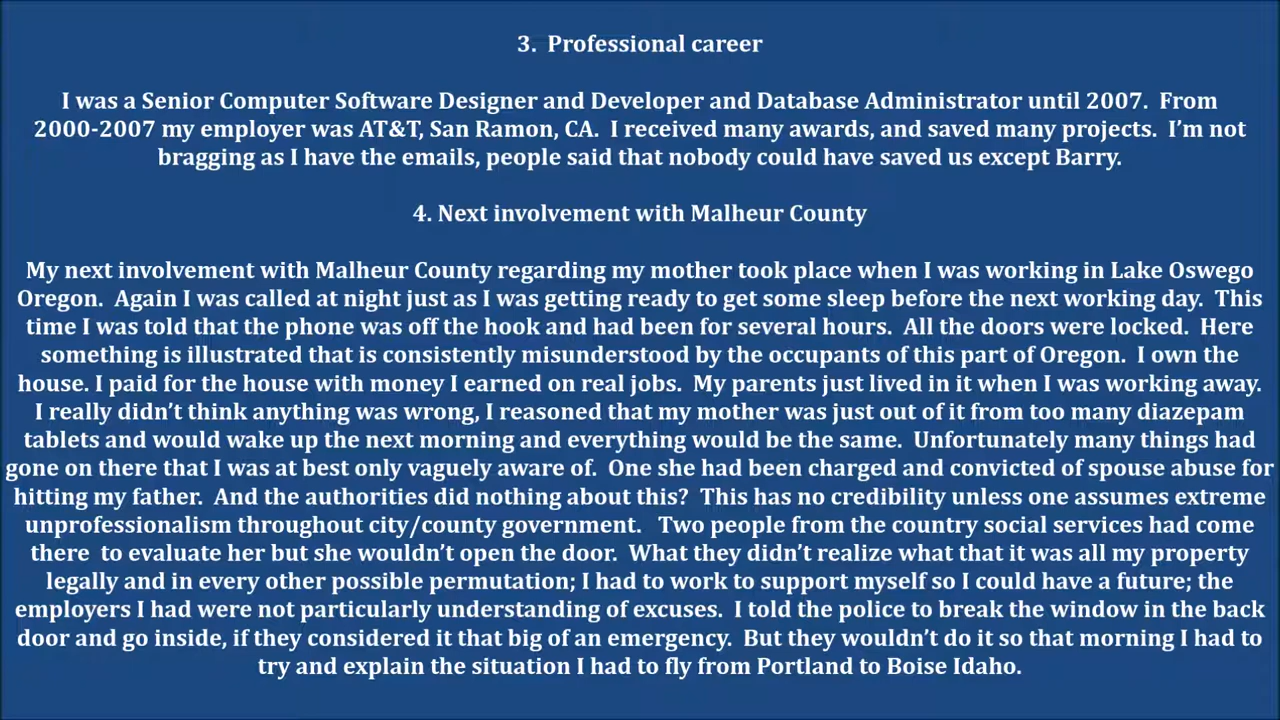 3.  Professional career
I was a Senior Computer Software Designer and Developer and Database Administrator until 2007.  From
2000-2007 my employer was AT&T, San Ramon, CA.  I received many awards, and saved many projects.  I'm not
bragging as I have the emails, people said that nobody could have saved us except Barry.
4. Next involvement with Malheur County
My next involvement with Malheur County regarding my mother took place when I was working in Lake Oswego
Oregon.  Again I was called at night just as I was getting ready to get some sleep before the next working day.  This
time I was told that the phone was off the hook and had been for several hours.  All the doors were locked.  Here
something is illustrated that is consistently misunderstood by the occupants of this part of Oregon.  I own the
house. I paid for the house with money I earned on real jobs.  My parents just lived in it when I was working away.
I really didn't think anything was wrong, I reasoned that my mother was just out of it from too many diazepam
tablets and would wake up the next morning and everything would be the same.  Unfortunately many things had
gone on there that I was at best only vaguely aware of.  One she had been charged and convicted of spouse abuse for
hitting my father.  And the authorities did nothing about this?  This has no credibility unless one assumes extreme
unprofessionalism throughout city/county government.   Two people from the country social services had come
there  to evaluate her but she wouldn't open the door.  What they didn't realize what that it was all my property
legally and in every other possible permutation; I had to work to support myself so I could have a future; the
employers I had were not particularly understanding of excuses.  I told the police to break the window in the back
door and go inside, if they considered it that big of an emergency.  But they wouldn't do it so that morning I had to
try and explain the situation I had to fly from Portland to Boise Idaho.